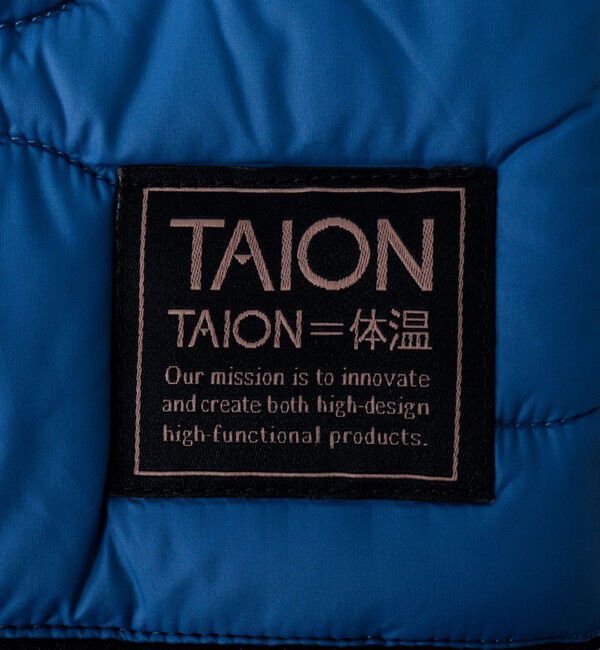 TAION
TAION=体温
Our mission is to innovate
and create both high-design
high-functional products.